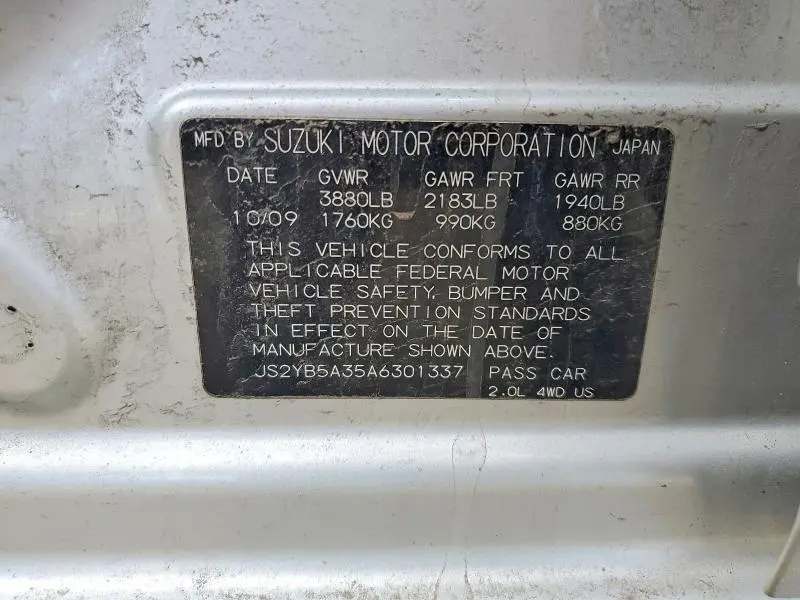 MFD BY SUZUKI MOTOR CORPORATION JAPAN
DATE GVWR GAWR FRT GAWR RR
3880LB 2183LB 1940LB
10/09 1760KG 990KG 880KG
THIS VEHICLE CONFORMS TO ALL
APPLICABLE FEDERAL MOTOR
VEHICLE SAFETY, BUMPER AND
THEFT PREVENTION STANDARDS
IN EFFECT ON THE DATE OF
MANUFACTURE SHOWN ABOVE.
JS2YB5A35A6301337 PASS CAR
2.0L 4WD US